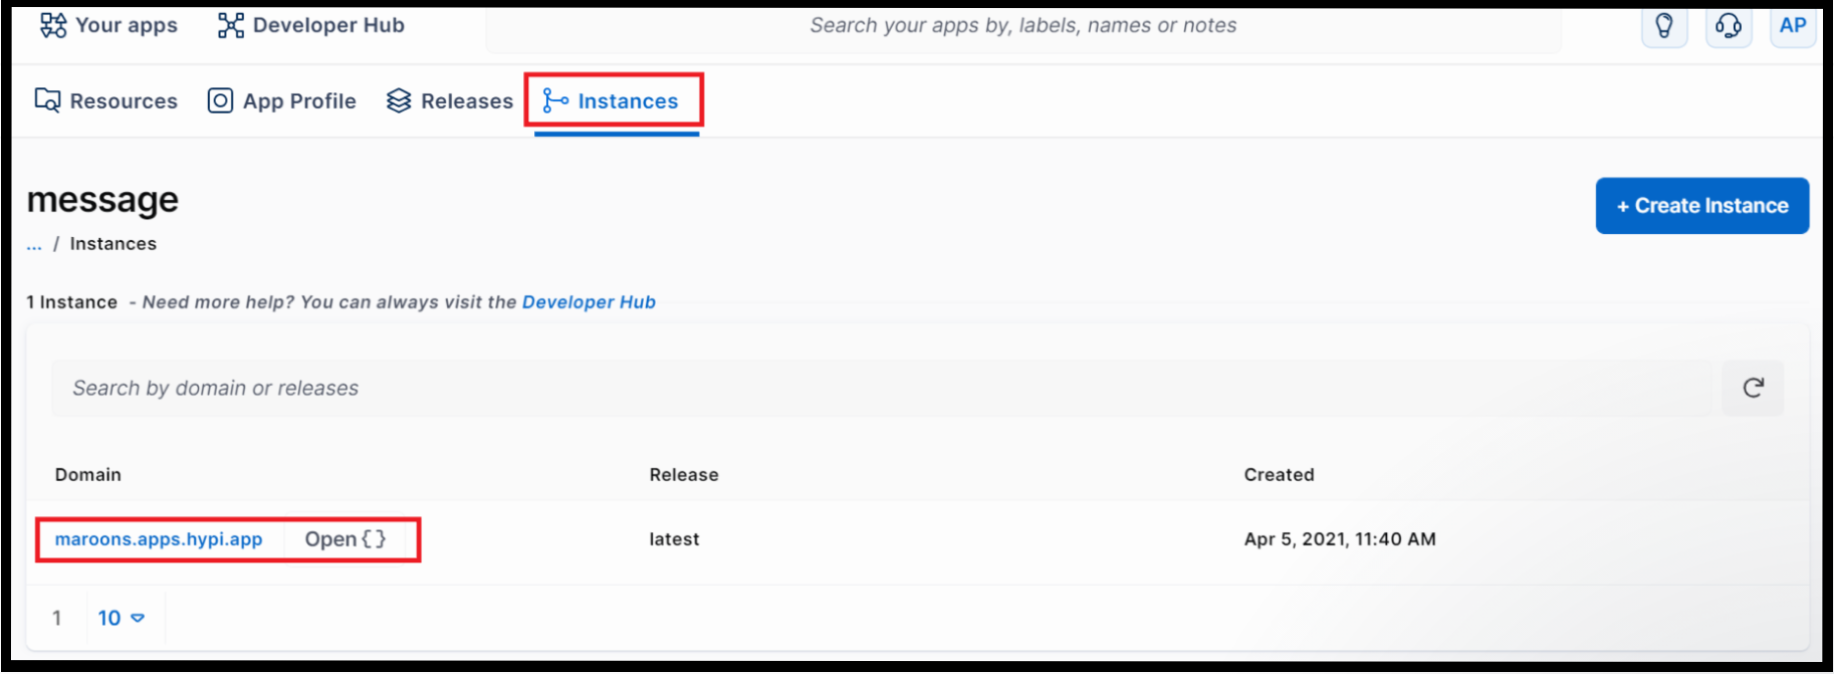 Your apps Developer Hub Search your apps by, labels, names or notes AP
Resources App Profile Releases Instances
message
+ Create Instance
... / Instances
1 Instance - Need more help? You can always visit the Developer Hub
Search by domain or releases
Domain Release Created
maroons.apps.hypi.app Open {} latest Apr 5, 2021, 11:40 AM
1 10